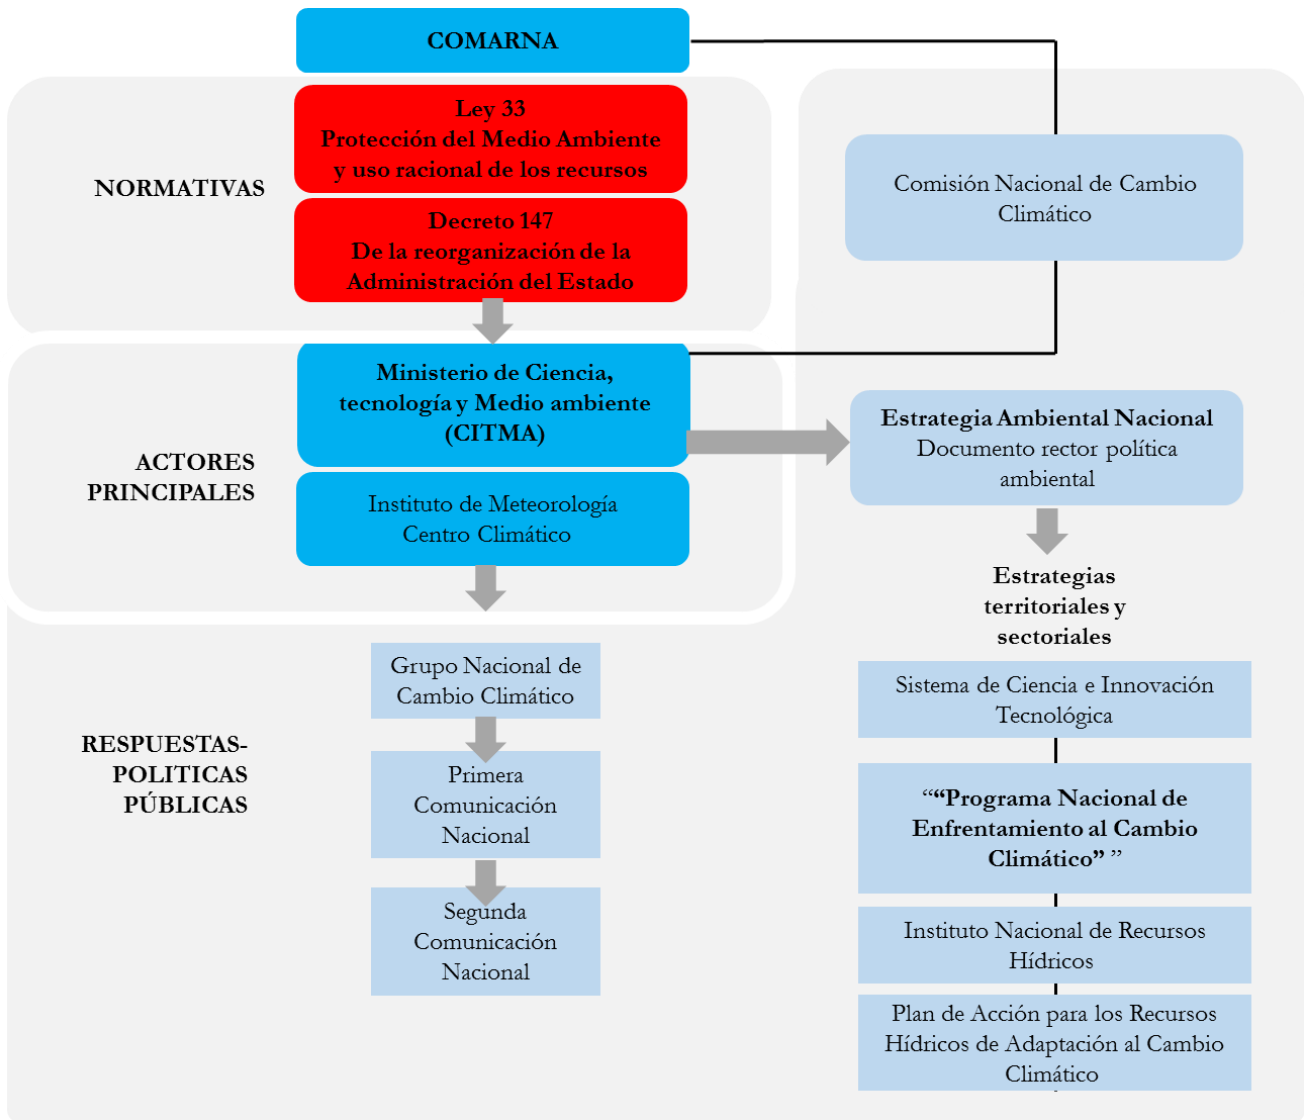 COMARNA
NORMATIVAS
Ley 33
Protección del Medio Ambiente
y uso racional de los recursos
Decreto 147
De la reorganización de la
Administración del Estado
Comisión Nacional de Cambio
Climático
ACTORES
PRINCIPALES
Ministerio de Ciencia,
tecnología y Medio ambiente
(CITMA)
Instituto de Meteorología
Centro Climático
Estrategia Ambiental Nacional
Documento rector política
ambiental
Estrategias
territoriales y
sectoriales
RESPUESTAS-
POLITICAS
PÚBLICAS
Grupo Nacional de
Cambio Climático
Primera
Comunicación
Nacional
Segunda
Comunicación
Nacional
Sistema de Ciencia e Innovación
Tecnológica
““Programa Nacional de
Enfrentamiento al Cambio
Climático” ”
Instituto Nacional de Recursos
Hídricos
Plan de Acción para los Recursos
Hídricos de Adaptación al Cambio
Climático